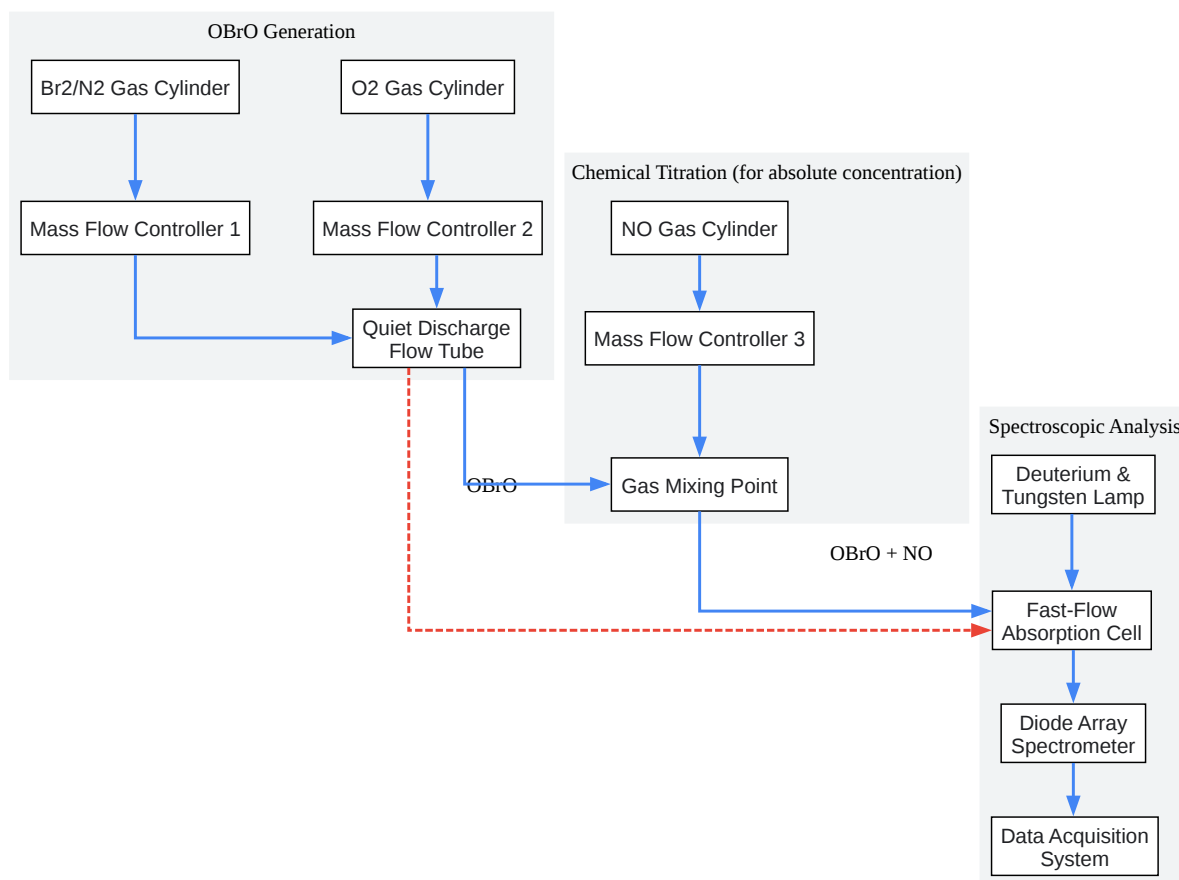 OBrO Generation
Br2/N2 Gas Cylinder
O2 Gas Cylinder
Mass Flow Controller 1
Mass Flow Controller 2
Quiet Discharge
Flow Tube
Chemical Titration (for absolute concentration)
NO Gas Cylinder
Mass Flow Controller 3
OBrO
Gas Mixing Point
OBrO + NO
Spectroscopic Analysis
Deuterium &
Tungsten Lamp
Fast-Flow
Absorption Cell
Diode Array
Spectrometer
Data Acquisition
System